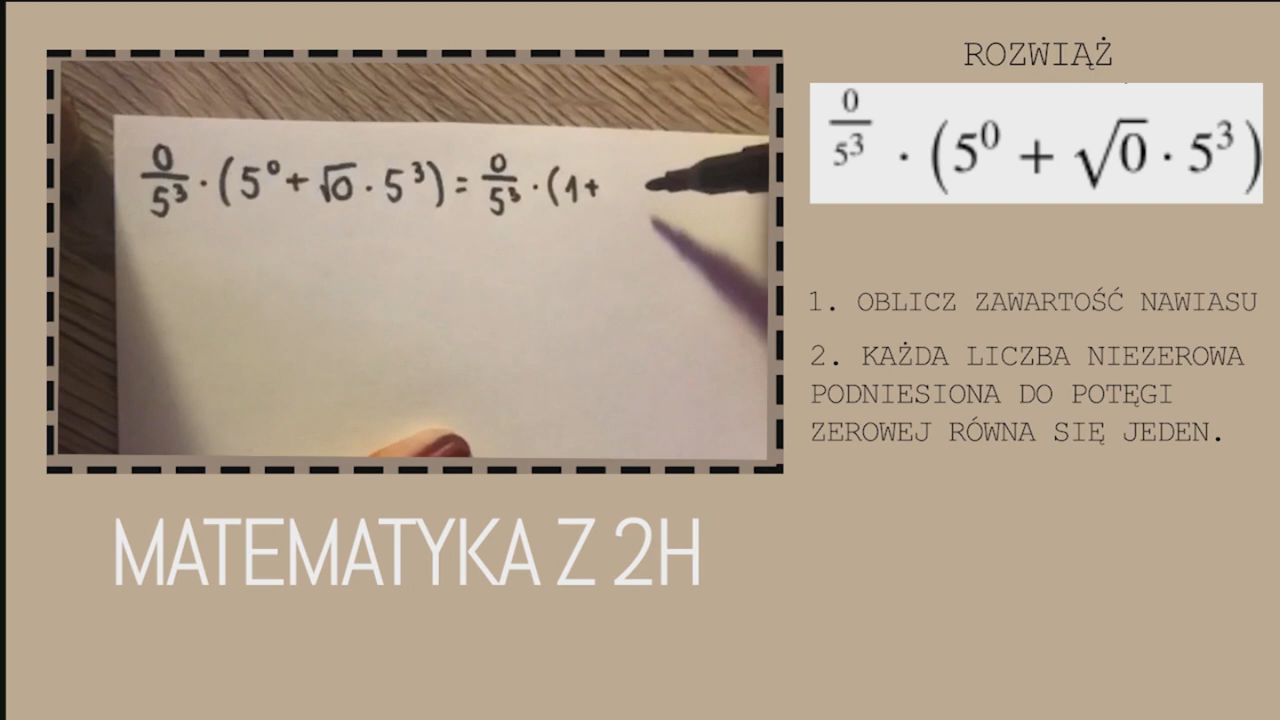 ROZWIĄŻ
0/5³ · (5⁰ + √0 · 5³)
0/5³ · (5⁰ + √0 · 5³) = 0/5³ · (1 +
1. OBLICZ ZAWARTOŚĆ NAWIASU
2. KAŻDA LICZBA NIEZEROWA
PODNIESIONA DO POTĘGI
ZEROWEJ RÓWNA SIĘ JEDEN.
MATEMATYKA Z 2H